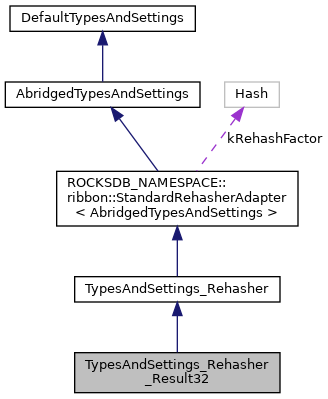 DefaultTypesAndSettings
AbridgedTypesAndSettings
Hash
kRehashFactor
ROCKSDB_NAMESPACE::
ribbon::StandardRehasherAdapter
< AbridgedTypesAndSettings >
TypesAndSettings_Rehasher
TypesAndSettings_Rehasher
_Result32